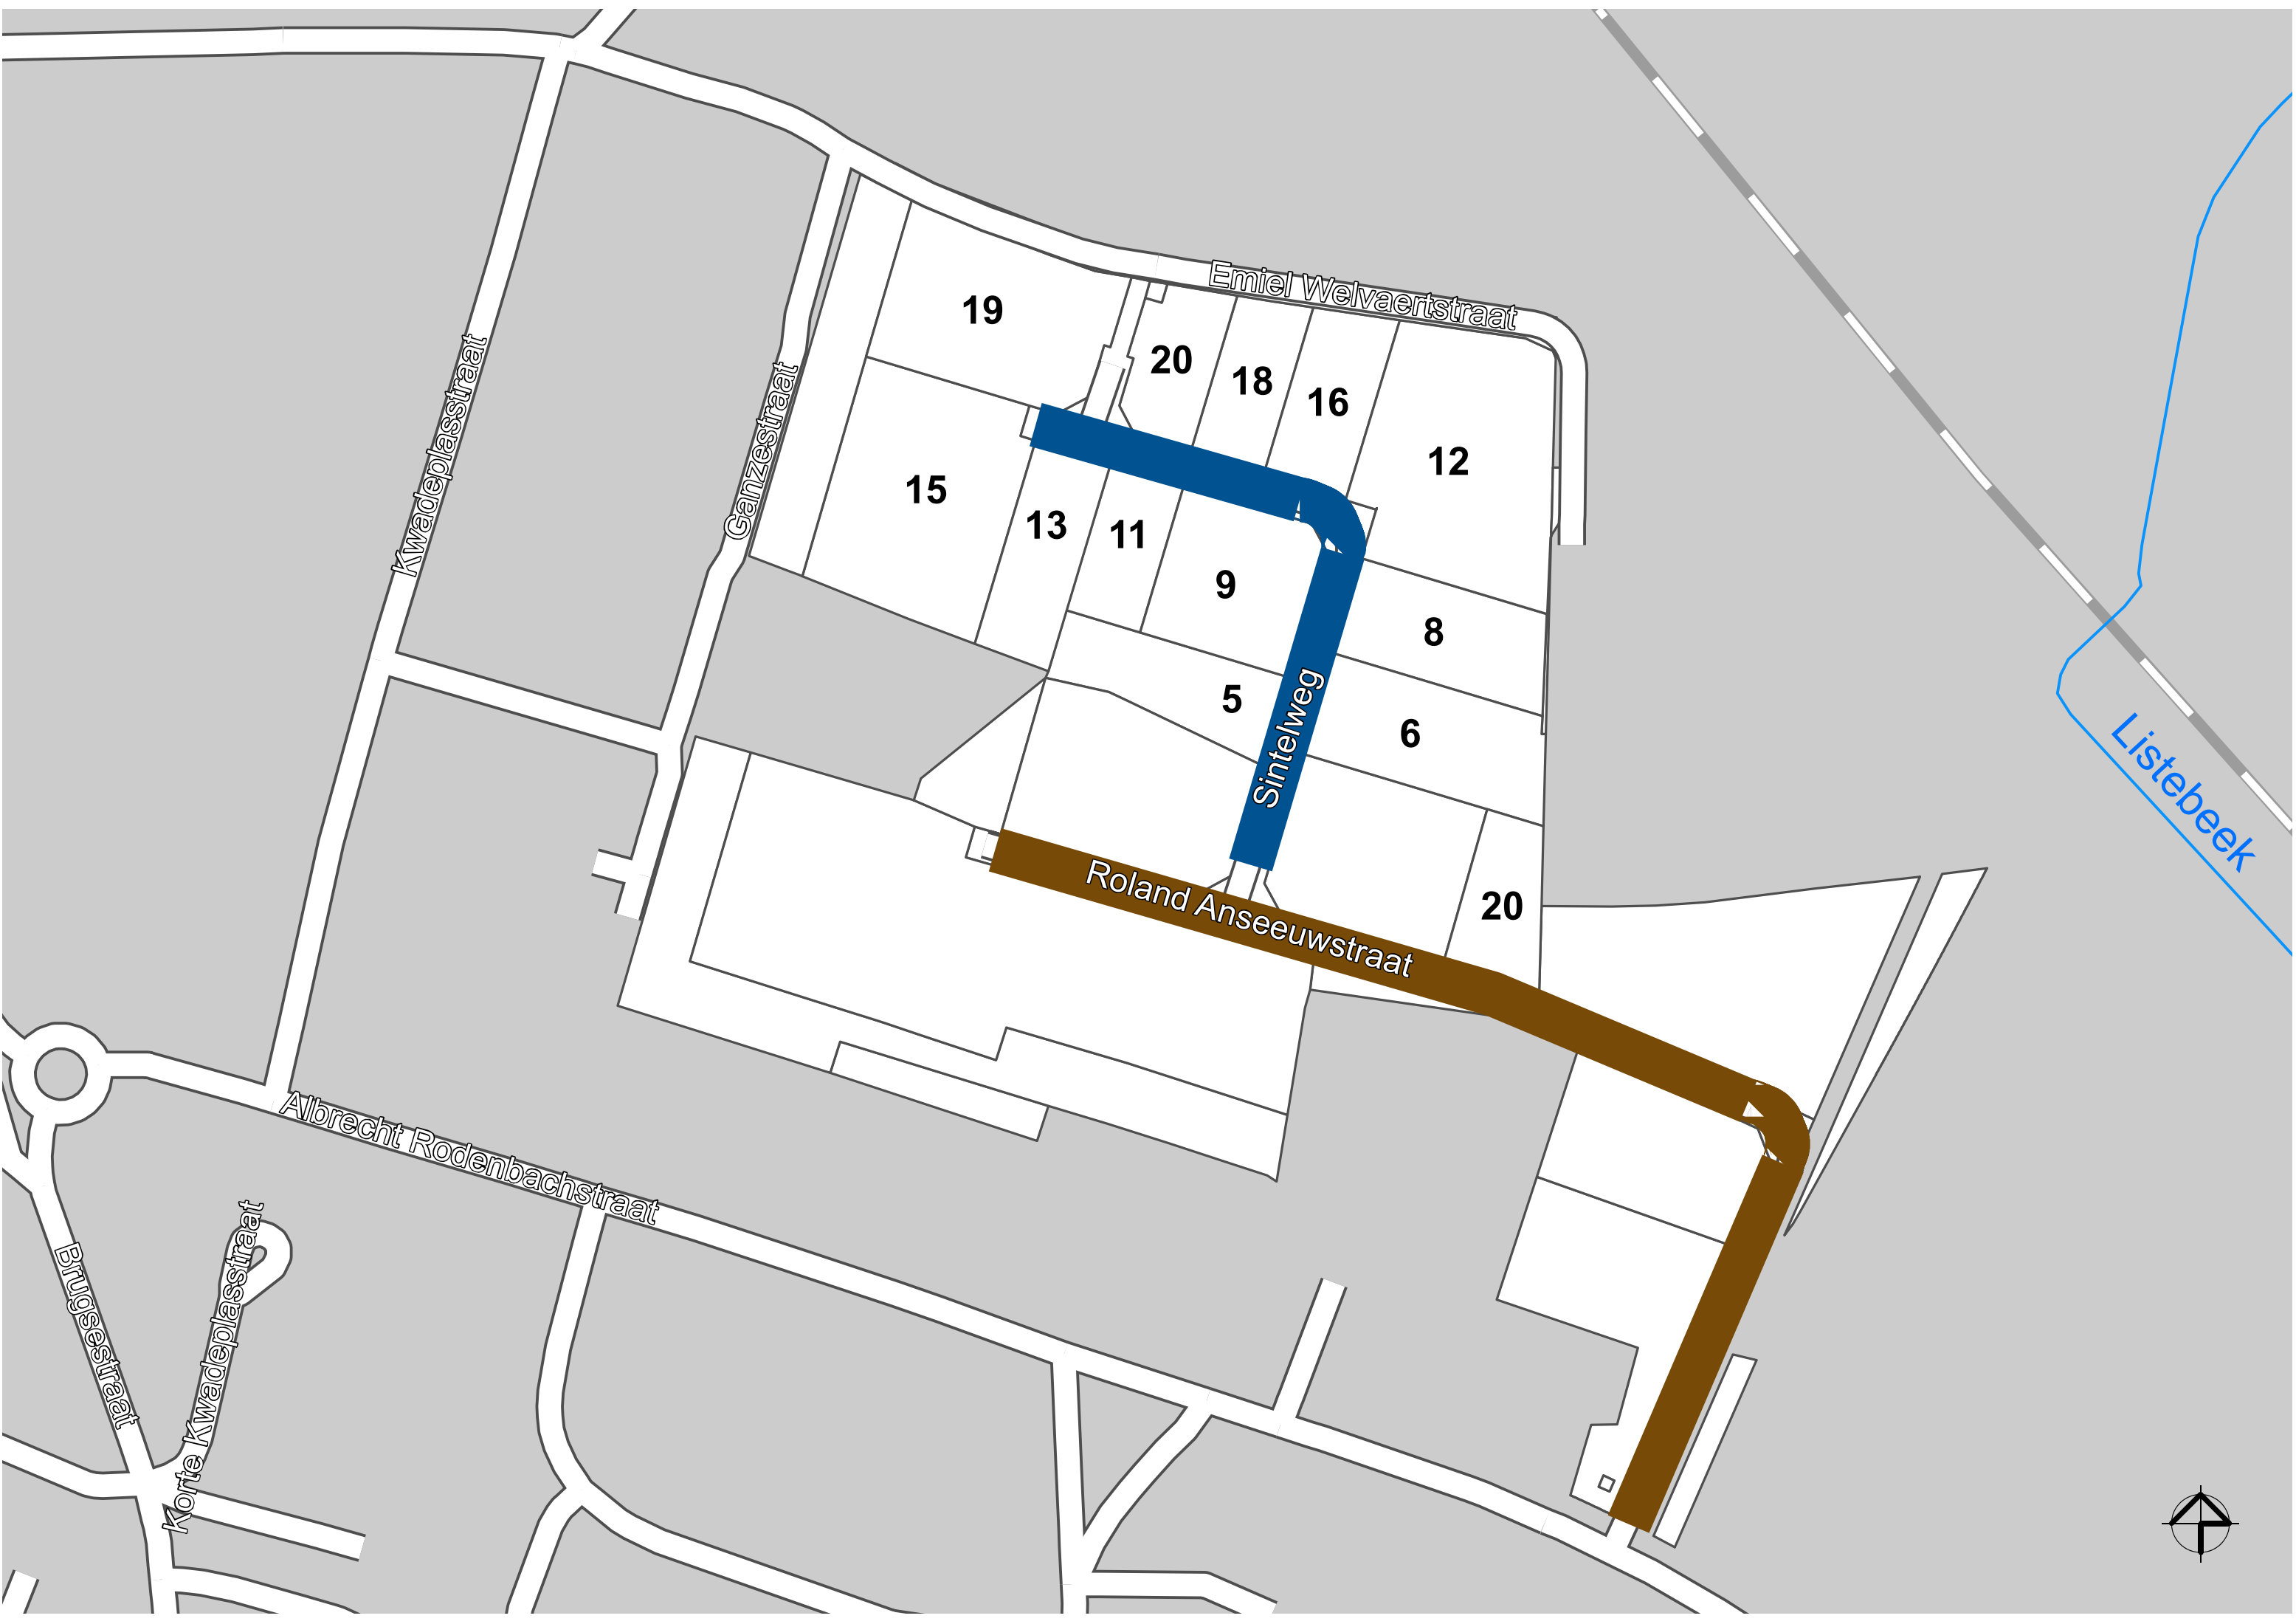 Emiel Welvaertstraat
19
20
18
16
12
Kwadeplasstraat
Ganzestraat
15
13
11
9
8
5
6
Sintelweg
Listebeek
Roland Anseeuwstraat
20
Albrecht Rodenbachstraat
Brugsestraat
Korte Kwadeplasstraat